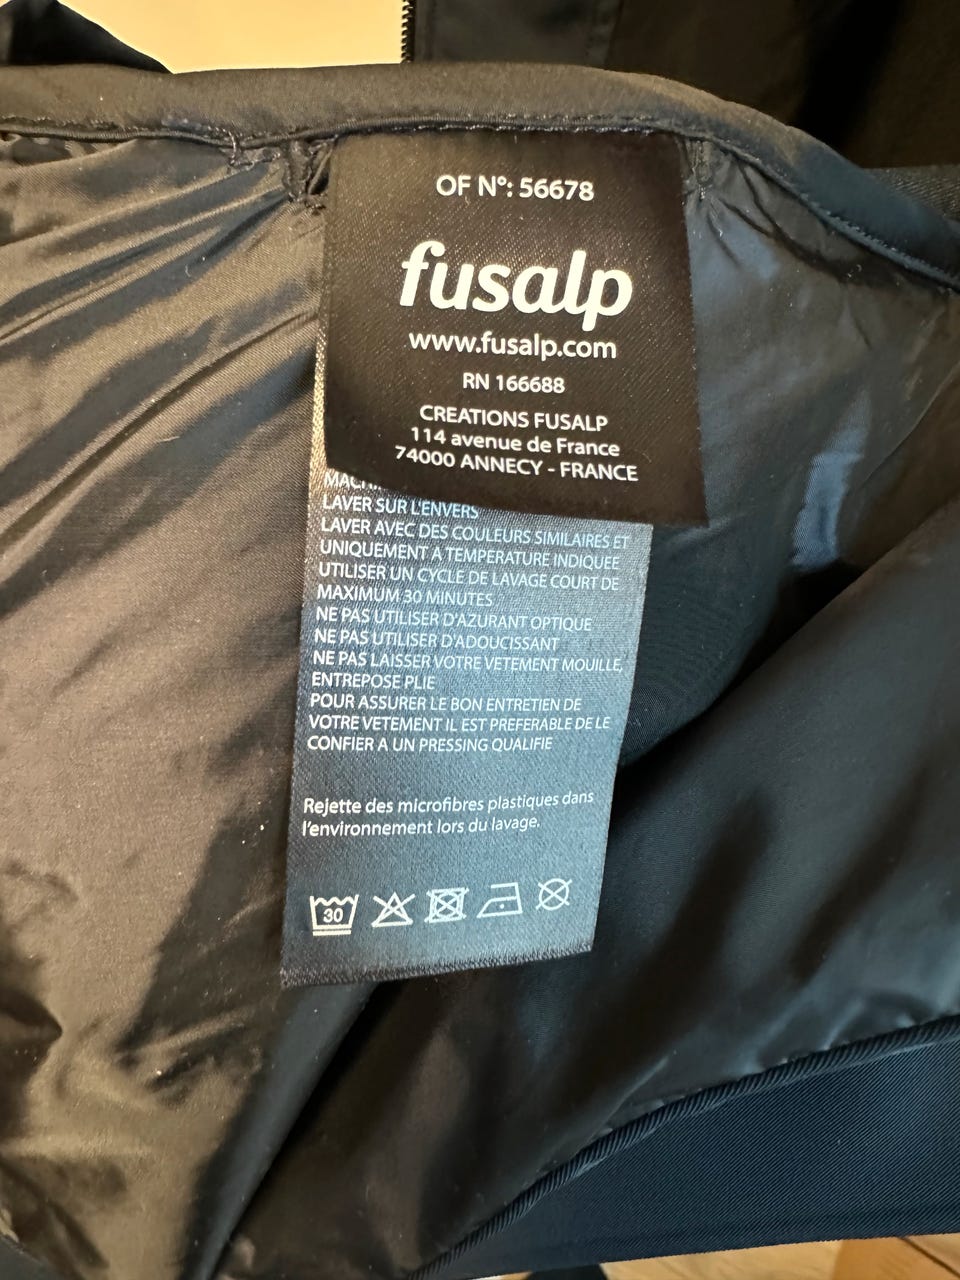 OF N°: 56678
fusalp
www.fusalp.com
RN 166688
CREATIONS FUSALP
114 avenue de France
74000 ANNECY - FRANCE
LAVER SUR L'ENVERS
LAVER AVEC DES COULEURS SIMILAIRES ET
UNIQUEMENT A TEMPERATURE INDIQUEE
UTILISER UN CYCLE DE LAVAGE COURT DE
MAXIMUM 30 MINUTES
NE PAS UTILISER D'AZURANT OPTIQUE
NE PAS UTILISER D'ADOUCISSANT
NE PAS LAISSER VOTRE VETEMENT MOUILLE,
ENTREPOSE PLIE
POUR ASSURER LE BON ENTRETIEN DE
VOTRE VETEMENT IL EST PREFERABLE DE LE
CONFIER A UN PRESSING QUALIFIE
Rejette des microfibres plastiques dans
l'environnement lors du lavage.
30